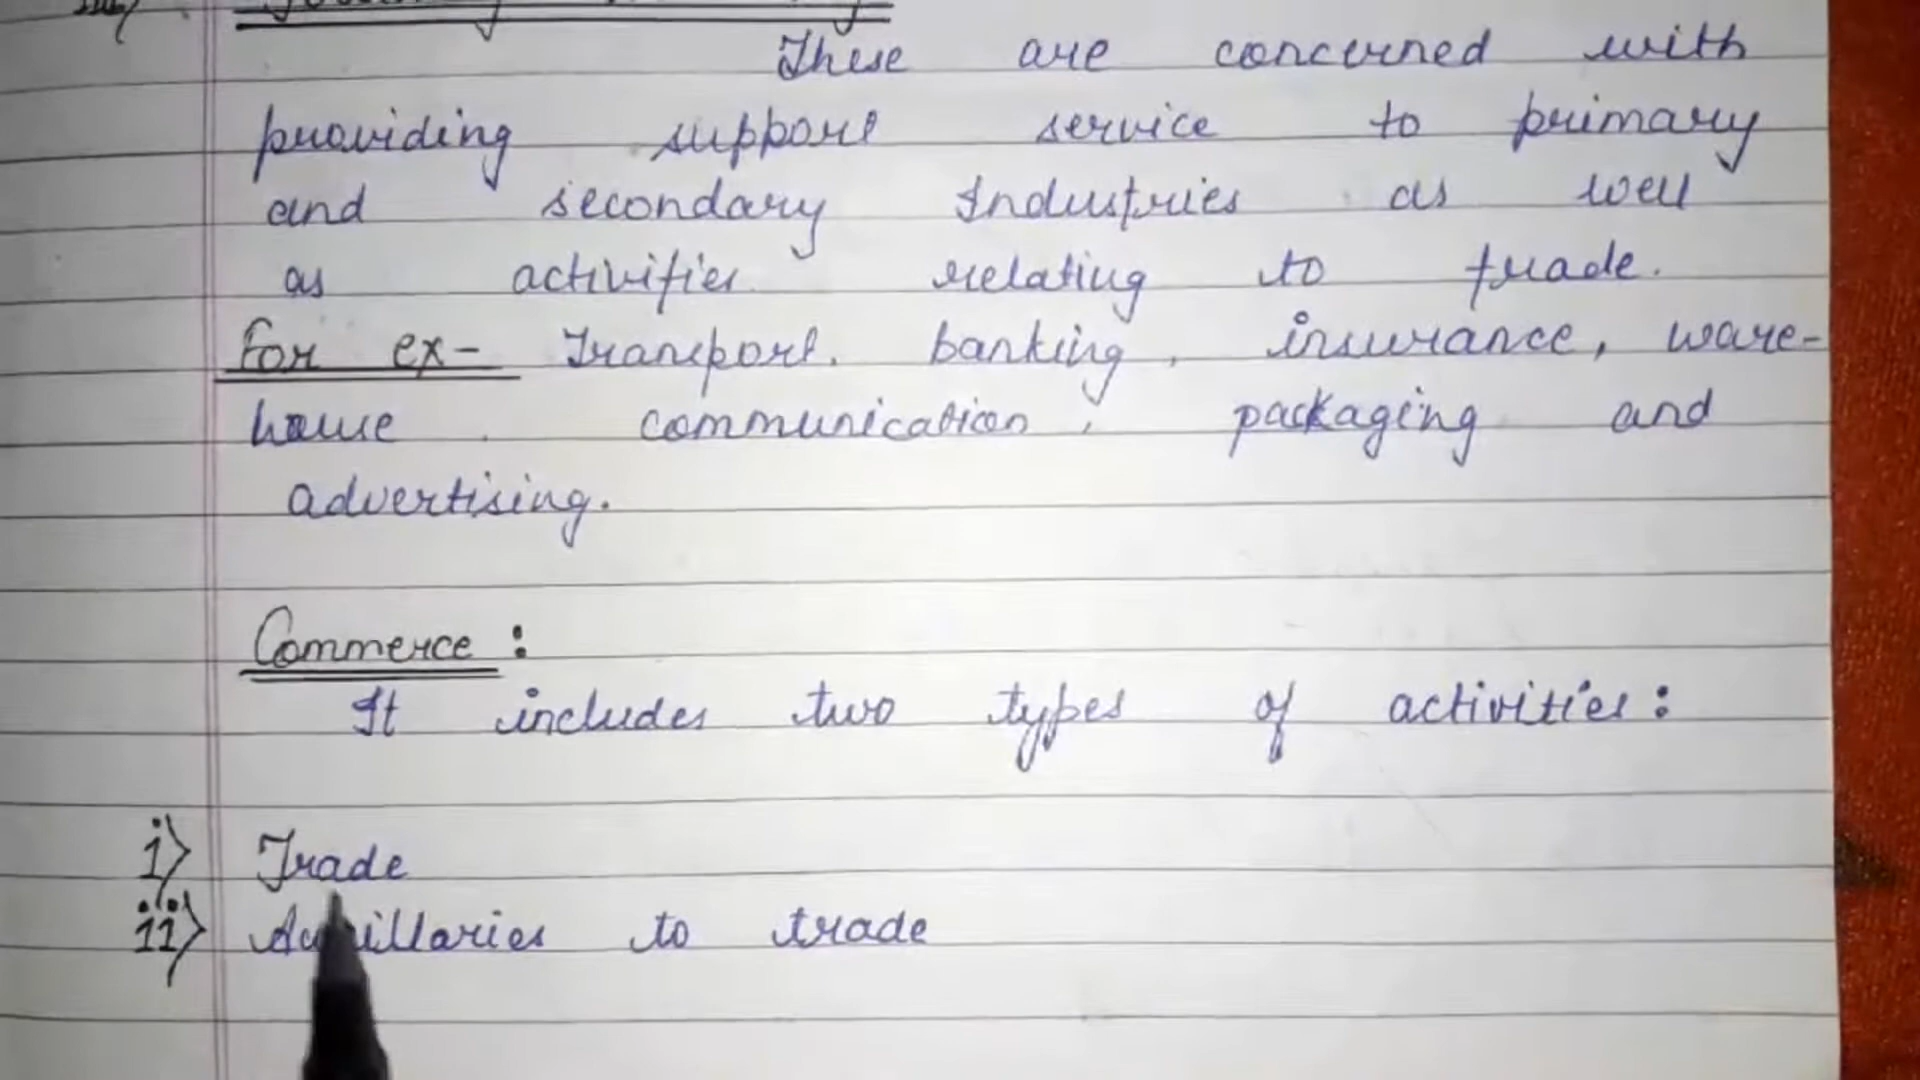 These are concerned with
providing support service to primary
and secondary Industries as well
as activities relating to trade.
For ex- Transport, banking, insurance, ware-
house, communication, packaging and
advertising.
Commerce :
It includes two types of activities :
i) Trade
ii) Auxillaries to trade